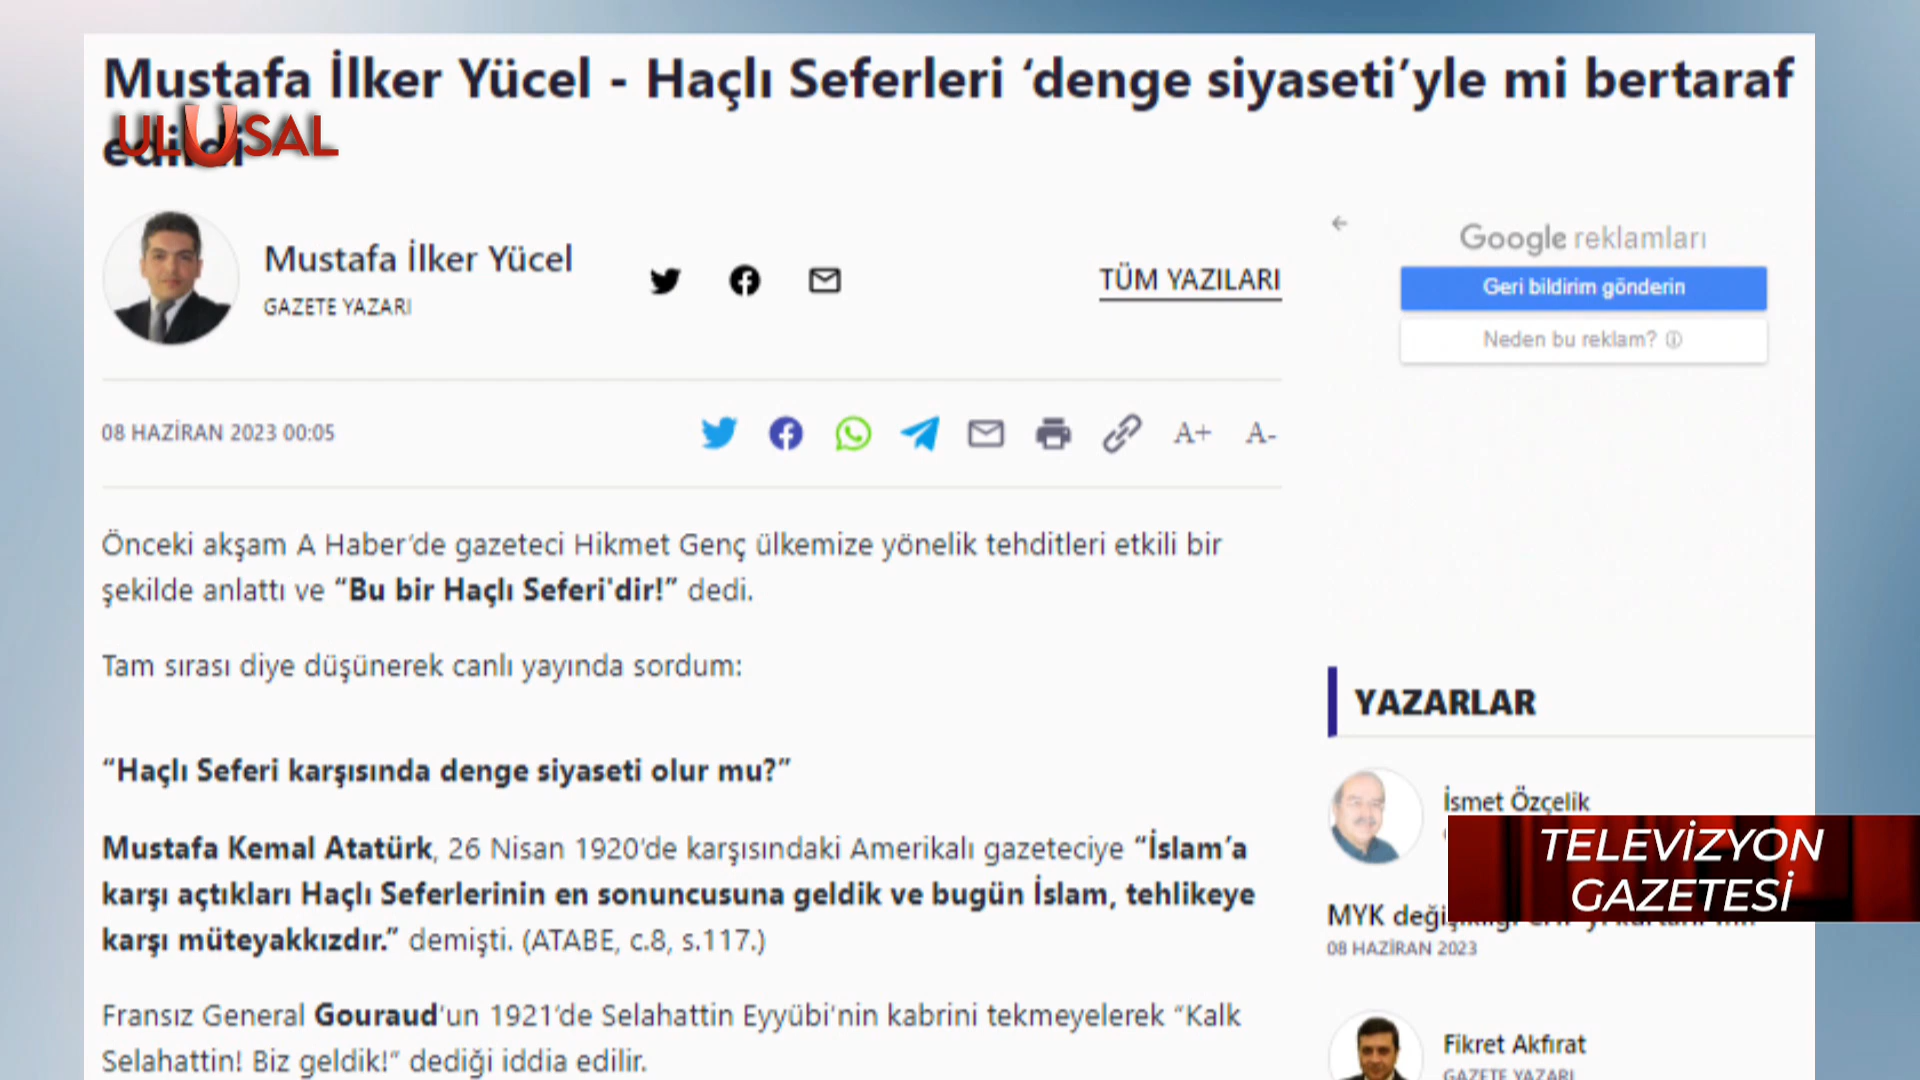 Mustafa İlker Yücel - Haçlı Seferleri ‘denge siyaseti’yle mi bertaraf
edildi
ULUSAL
Mustafa İlker Yücel
GAZETE YAZARI
TÜM YAZILARI
Google reklamları
Geri bildirim gönderin
Neden bu reklam?
08 HAZİRAN 2023 00:05
A+ A-
Önceki akşam A Haber’de gazeteci Hikmet Genç ülkemize yönelik tehditleri etkili bir
şekilde anlattı ve “Bu bir Haçlı Seferi'dir!” dedi.
Tam sırası diye düşünerek canlı yayında sordum:
“Haçlı Seferi karşısında denge siyaseti olur mu?”
Mustafa Kemal Atatürk, 26 Nisan 1920’de karşısındaki Amerikalı gazeteciye “İslam’a
karşı açtıkları Haçlı Seferlerinin en sonuncusuna geldik ve bugün İslam, tehlikeye
karşı müteyakkızdır.” demişti. (ATABE, c.8, s.117.)
Fransız General Gouraud'un 1921’de Selahattin Eyyübi'nin kabrini tekmeyelerek “Kalk
Selahattin! Biz geldik!” dediği iddia edilir.
YAZARLAR
İsmet Özçelik
TELEVİZYON
GAZETESİ
MYK
08 HAZİRAN 2023
Fikret Akfırat
GAZETE YAZARI